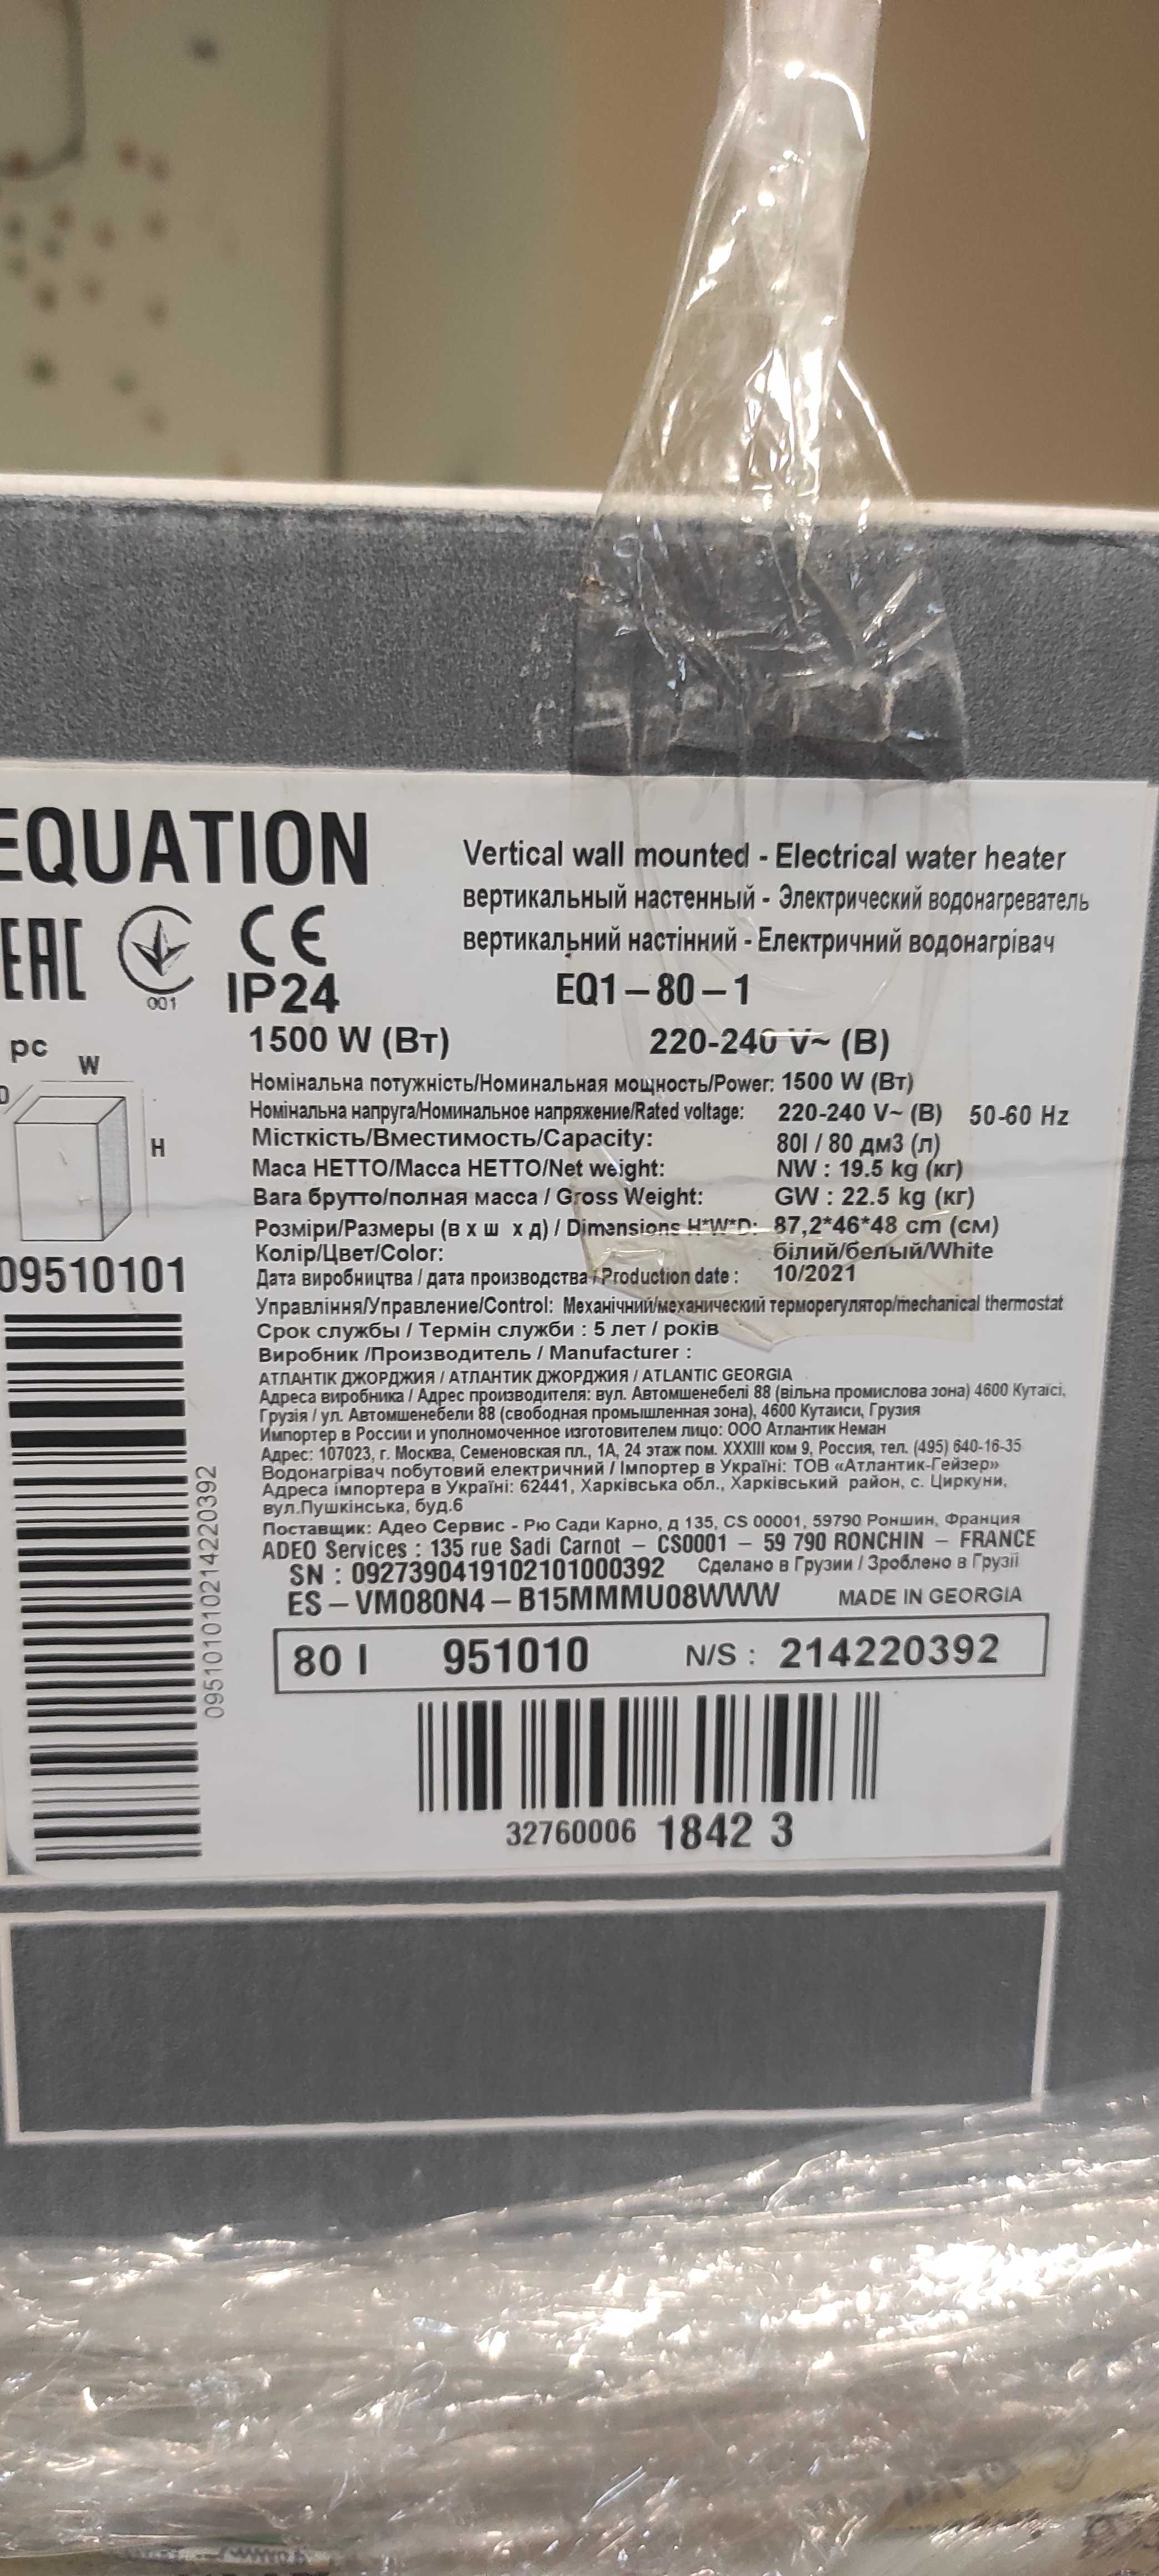 EQUATION
EAC
001
CE
IP24
Vertical wall mounted - Electrical water heater
вертикальный настенный - Электрический водонагреватель
вертикальний настінний - Електричний водонагрівач
EQ1 – 80 – 1
1500 W (Вт) 220-240 V~ (В)
pc
W
D
H
09510101
Номінальна потужність/Номинальная мощность/Power: 1500 W (Вт)
Номінальна напруга/Номинальное напряжение/Rated voltage: 220-240 V~ (В) 50-60 Hz
Місткість/Вместимость/Capacity: 80l / 80 дм3 (л)
Маса НЕТТО/Масса НЕТТО/Net weight: NW : 19.5 kg (кг)
Вага брутто/полная масса / Gross Weight: GW : 22.5 kg (кг)
Розміри/Размеры (в х ш х д) / Dimensions H*W*D: 87,2*46*48 cm (см)
Колір/Цвет/Color: білий/белый/White
Дата виробництва / дата производства / Production date : 10/2021
Управління/Управление/Control: Механічний/механический терморегулятор/mechanical thermostat
Срок службы / Термін служби : 5 лет / років
Виробник /Производитель / Manufacturer :
АТЛАНТІК ДЖОРДЖИЯ / АТЛАНТИК ДЖОРДЖИЯ / ATLANTIC GEORGIA
Адреса виробника / Адрес производителя: вул. Автомшенебелі 88 (вільна промислова зона) 4600 Кутаїсі,
Грузія / ул. Автомшенебели 88 (свободная промышленная зона), 4600 Кутаиси, Грузия
Импортер в России и уполномоченное изготовителем лицо: ООО Атлантик Неман
Адрес: 107023, г. Москва, Семеновская пл., 1А, 24 этаж пом. XXXIII ком 9, Россия, тел. (495) 640-16-35
Водонагрівач побутовий електричний / Імпортер в Україні: ТОВ «Атлантик-Гейзер»
Адреса імпортера в Україні: 62441, Харківська обл., Харківський район, с. Циркуни,
вул.Пушкінська, буд.6
Поставщик: Адео Сервис - Рю Сади Карно, д 135, CS 00001, 59790 Роншин, Франция
ADEO Services : 135 rue Sadi Carnot – CS0001 – 59 790 RONCHIN – FRANCE
SN : 0927390419102101000392 Сделано в Грузии / Зроблено в Грузії
ES – VM080N4 – B15MMMU08WWW MADE IN GEORGIA
80 l 951010 N/S : 214220392
0951010102142​20392
32760006 1842 3